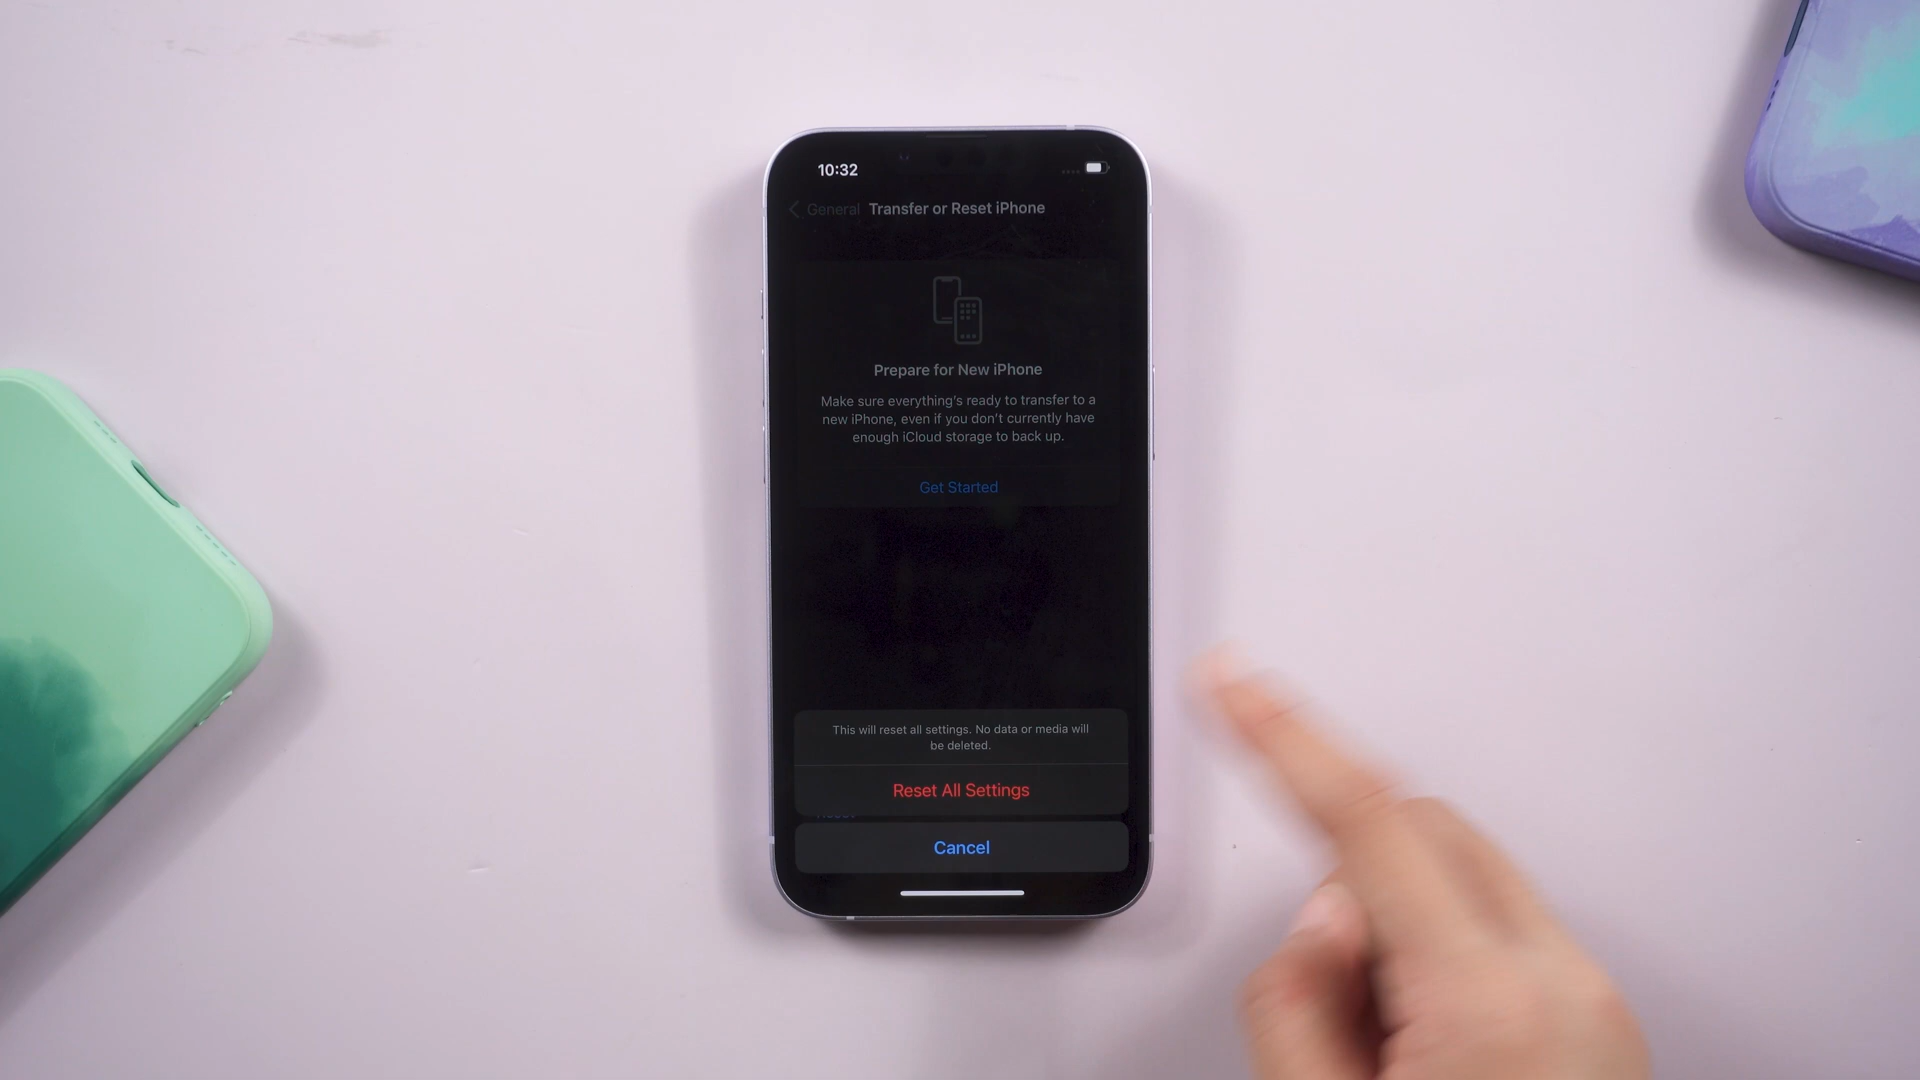 10:32
General Transfer or Reset iPhone
Prepare for New iPhone
Make sure everything's ready to transfer to a
new iPhone, even if you don't currently have
enough iCloud storage to back up.
Get Started
This will reset all settings. No data or media will
be deleted.
Reset All Settings
Cancel